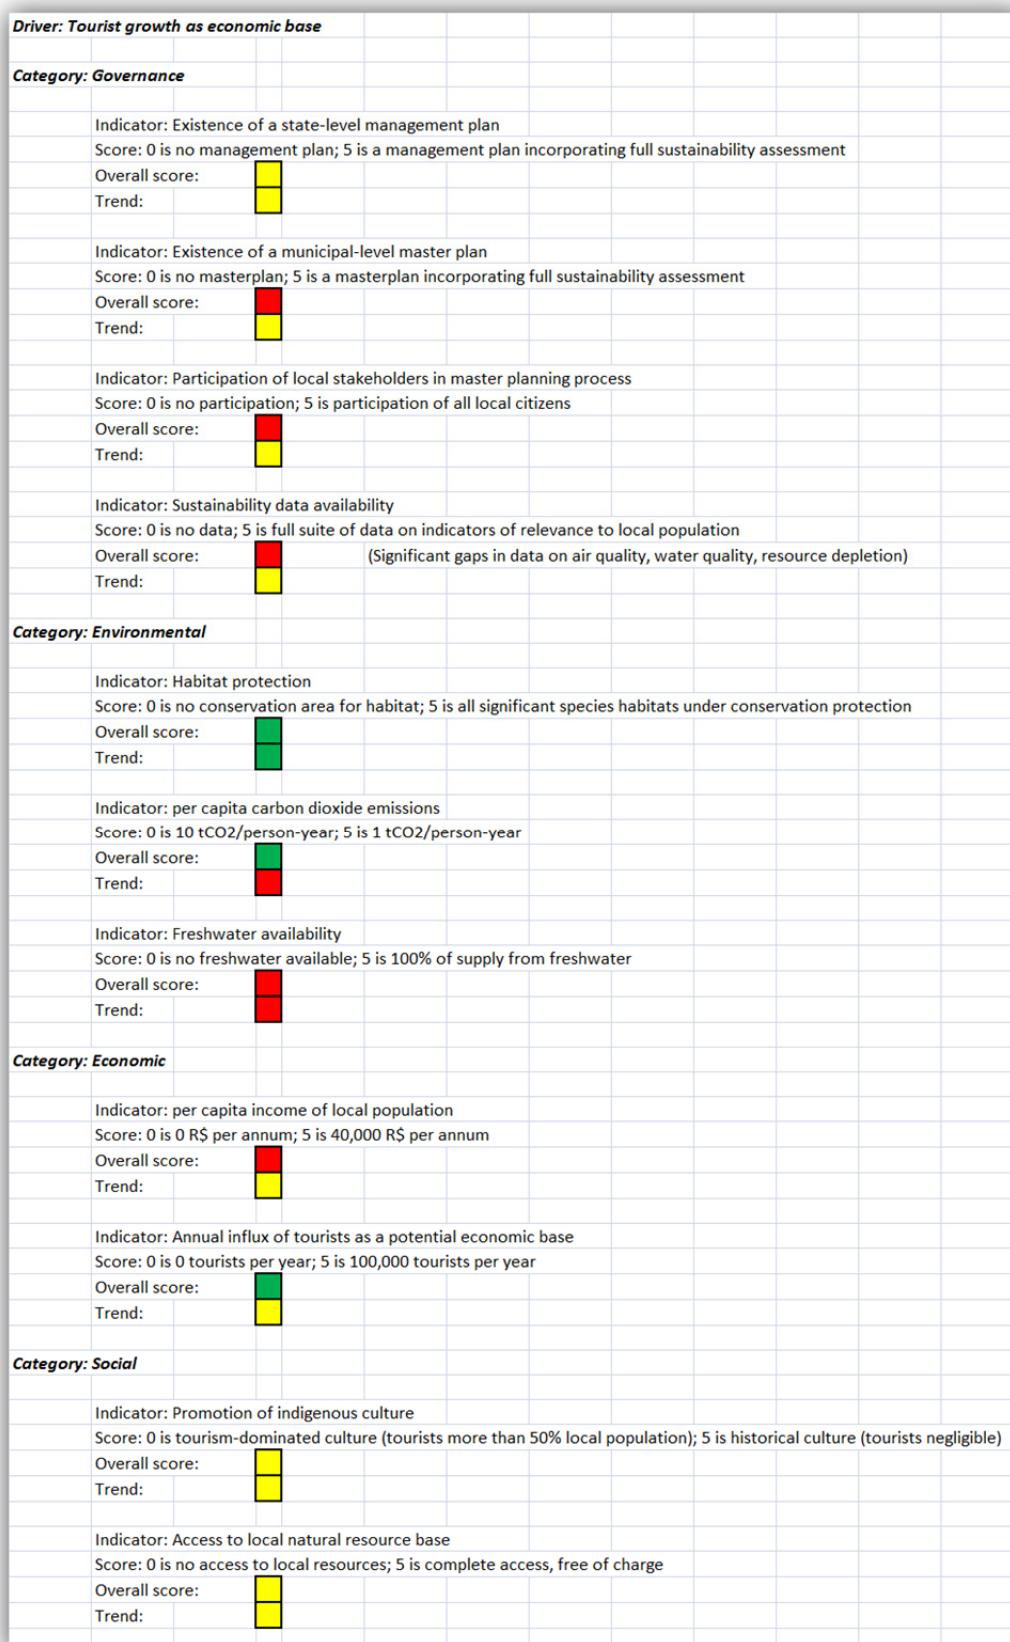 Driver: Tourist growth as economic base
Category: Governance
Indicator: Existence of a state-level management plan
Score: 0 is no management plan; 5 is a management plan incorporating full sustainability assessment
Overall score:
Trend:
Indicator: Existence of a municipal-level master plan
Score: 0 is no masterplan; 5 is a masterplan incorporating full sustainability assessment
Overall score:
Trend:
Indicator: Participation of local stakeholders in master planning process
Score: 0 is no participation; 5 is participation of all local citizens
Overall score:
Trend:
Indicator: Sustainability data availability
Score: 0 is no data; 5 is full suite of data on indicators of relevance to local population
Overall score: (Significant gaps in data on air quality, water quality, resource depletion)
Trend:
Category: Environmental
Indicator: Habitat protection
Score: 0 is no conservation area for habitat; 5 is all significant species habitats under conservation protection
Overall score:
Trend:
Indicator: per capita carbon dioxide emissions
Score: 0 is 10 tCO2/person-year; 5 is 1 tCO2/person-year
Overall score:
Trend:
Indicator: Freshwater availability
Score: 0 is no freshwater available; 5 is 100% of supply from freshwater
Overall score:
Trend:
Category: Economic
Indicator: per capita income of local population
Score: 0 is 0 R$ per annum; 5 is 40,000 R$ per annum
Overall score:
Trend:
Indicator: Annual influx of tourists as a potential economic base
Score: 0 is 0 tourists per year; 5 is 100,000 tourists per year
Overall score:
Trend:
Category: Social
Indicator: Promotion of indigenous culture
Score: 0 is tourism-dominated culture (tourists more than 50% local population); 5 is historical culture (tourists negligible)
Overall score:
Trend:
Indicator: Access to local natural resource base
Score: 0 is no access to local resources; 5 is complete access, free of charge
Overall score:
Trend: